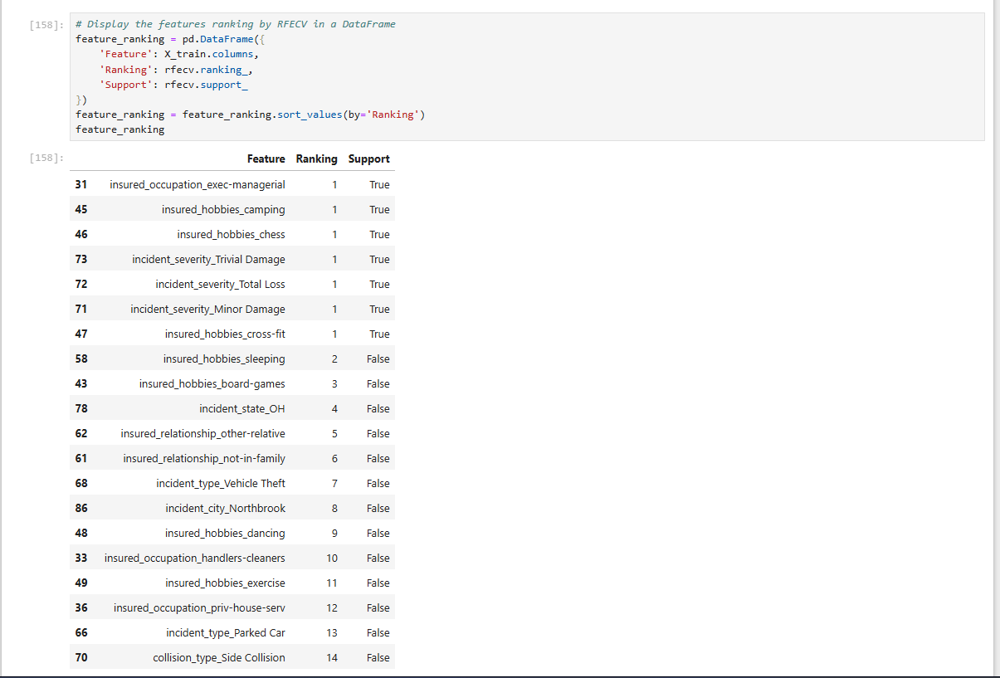 [158]: # Display the features ranking by RFECV in a DataFrame
feature_ranking = pd.DataFrame({
    'Feature': X_train.columns,
    'Ranking': rfecv.ranking_,
    'Support': rfecv.support_
})
feature_ranking = feature_ranking.sort_values(by='Ranking')
feature_ranking
[158]: Feature Ranking Support
31 insured_occupation_exec-managerial 1 True
45 insured_hobbies_camping 1 True
46 insured_hobbies_chess 1 True
73 incident_severity_Trivial Damage 1 True
72 incident_severity_Total Loss 1 True
71 incident_severity_Minor Damage 1 True
47 insured_hobbies_cross-fit 1 True
58 insured_hobbies_sleeping 2 False
43 insured_hobbies_board-games 3 False
78 incident_state_OH 4 False
62 insured_relationship_other-relative 5 False
61 insured_relationship_not-in-family 6 False
68 incident_type_Vehicle Theft 7 False
86 incident_city_Northbrook 8 False
48 insured_hobbies_dancing 9 False
33 insured_occupation_handlers-cleaners 10 False
49 insured_hobbies_exercise 11 False
36 insured_occupation_priv-house-serv 12 False
66 incident_type_Parked Car 13 False
70 collision_type_Side Collision 14 False